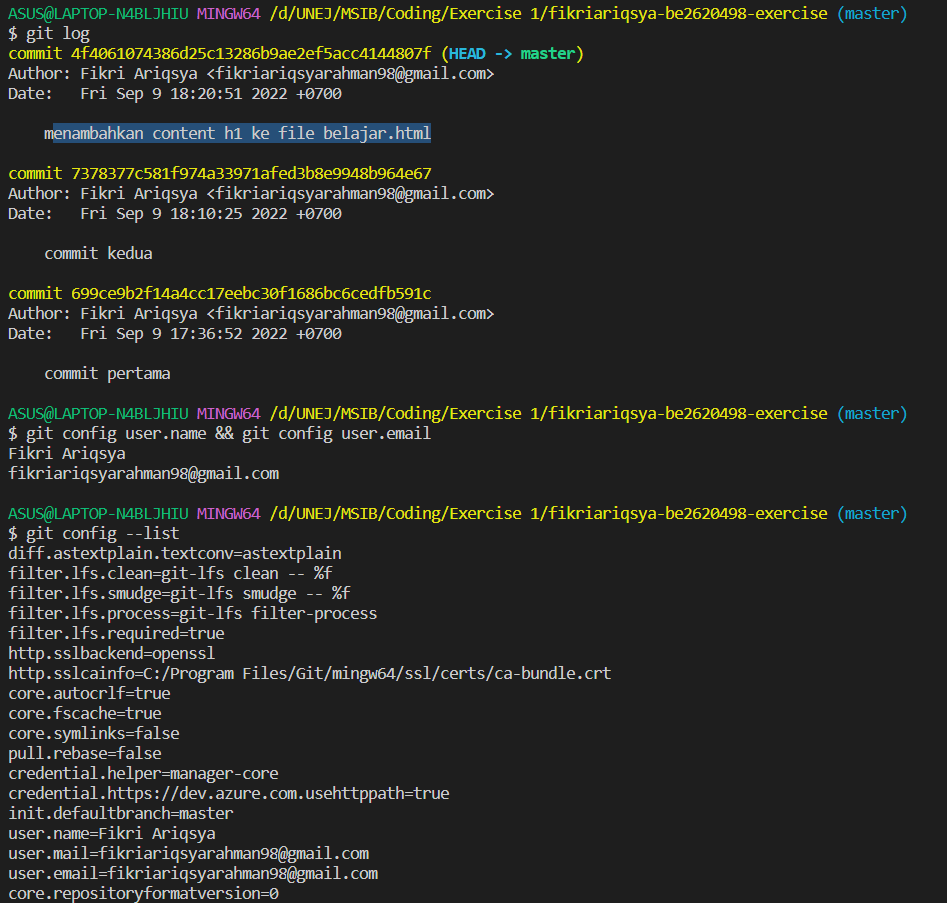 ASUS@LAPTOP-N4BLJHIU MINGW64 /d/UNEJ/MSIB/Coding/Exercise 1/fikriariqsya-be2620498-exercise (master)
$ git log
commit 4f4061074386d25c13286b9ae2ef5acc4144807f (HEAD -> master)
Author: Fikri Ariqsya <fikriariqsyarahman98@gmail.com>
Date:   Fri Sep 9 18:20:51 2022 +0700
    menambahkan content h1 ke file belajar.html
commit 7378377c581f974a33971afed3b8e9948b964e67
Author: Fikri Ariqsya <fikriariqsyarahman98@gmail.com>
Date:   Fri Sep 9 18:10:25 2022 +0700
    commit kedua
commit 699ce9b2f14a4cc17eebc30f1686bc6cedfb591c
Author: Fikri Ariqsya <fikriariqsyarahman98@gmail.com>
Date:   Fri Sep 9 17:36:52 2022 +0700
    commit pertama
ASUS@LAPTOP-N4BLJHIU MINGW64 /d/UNEJ/MSIB/Coding/Exercise 1/fikriariqsya-be2620498-exercise (master)
$ git config user.name && git config user.email
Fikri Ariqsya
fikriariqsyarahman98@gmail.com
ASUS@LAPTOP-N4BLJHIU MINGW64 /d/UNEJ/MSIB/Coding/Exercise 1/fikriariqsya-be2620498-exercise (master)
$ git config --list
diff.astextplain.textconv=astextplain
filter.lfs.clean=git-lfs clean -- %f
filter.lfs.smudge=git-lfs smudge -- %f
filter.lfs.process=git-lfs filter-process
filter.lfs.required=true
http.sslbackend=openssl
http.sslcainfo=C:/Program Files/Git/mingw64/ssl/certs/ca-bundle.crt
core.autocrlf=true
core.fscache=true
core.symlinks=false
pull.rebase=false
credential.helper=manager-core
credential.https://dev.azure.com.usehttppath=true
init.defaultbranch=master
user.name=Fikri Ariqsya
user.mail=fikriariqsyarahman98@gmail.com
user.email=fikriariqsyarahman98@gmail.com
core.repositoryformatversion=0